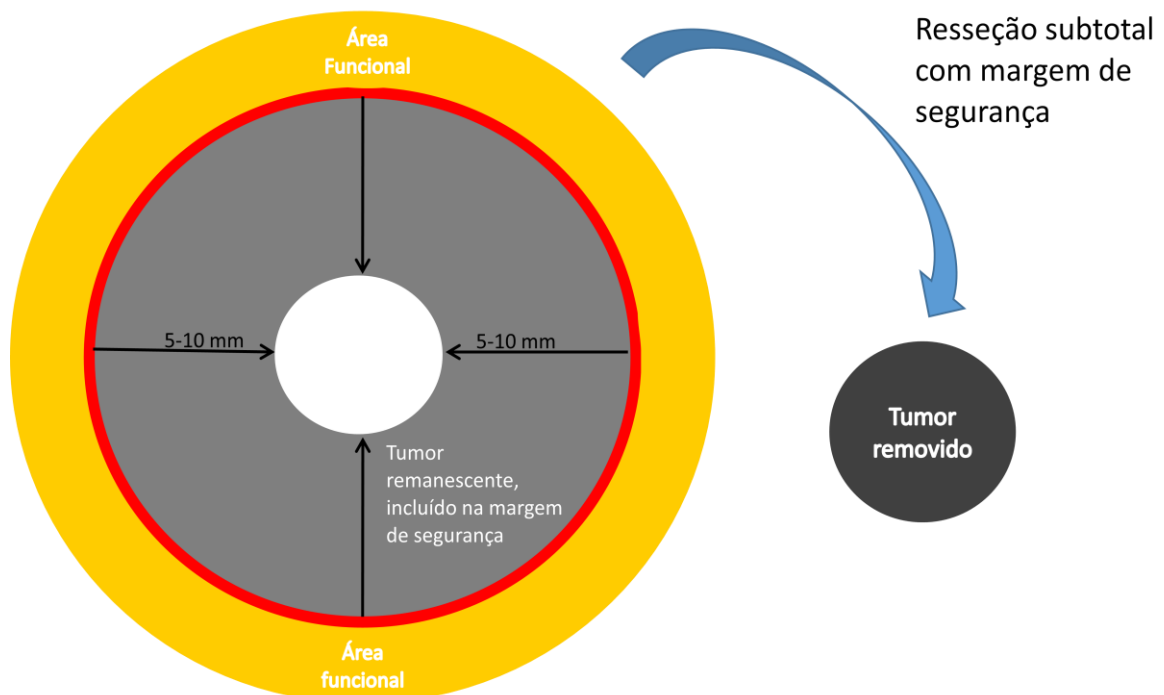 Área
Funcional
Resseção subtotal
com margem de
segurança
5-10 mm
5-10 mm
Tumor
remanescente,
incluído na margem
de segurança
Tumor
removido
Área
funcional